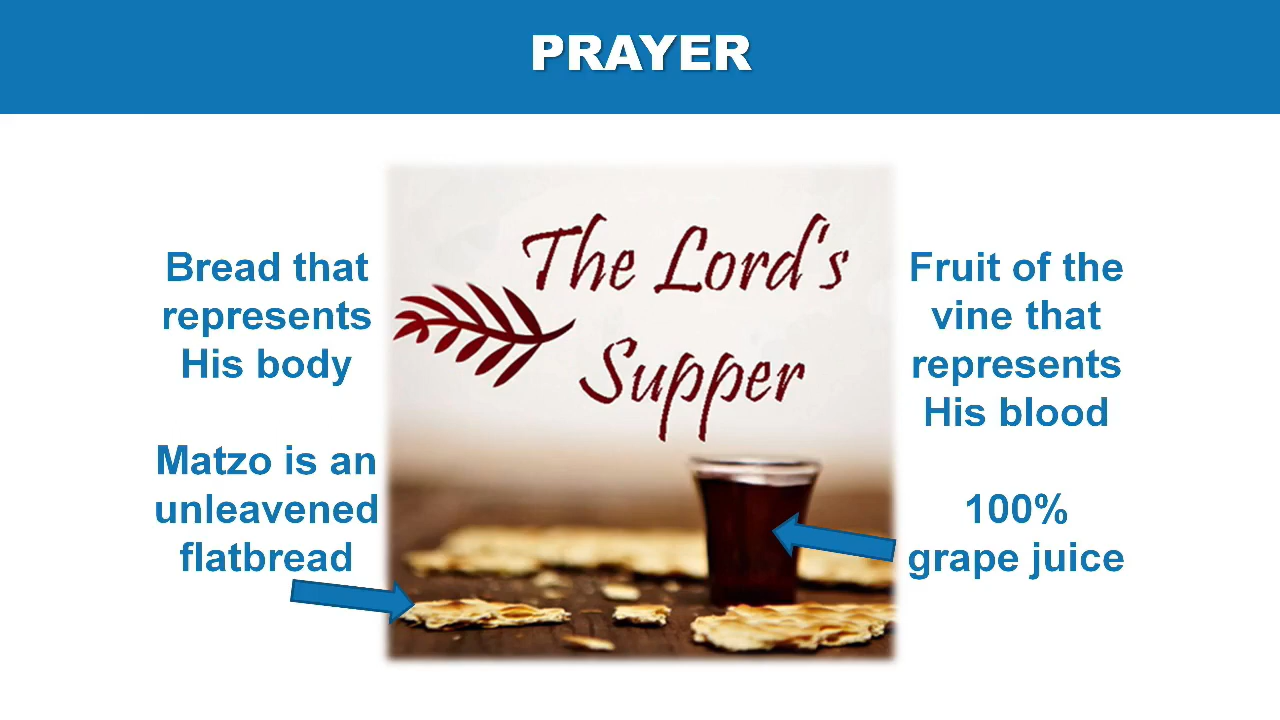 PRAYER
Bread that
represents
His body
Matzo is an
unleavened
flatbread
The Lord's
Supper
Fruit of the
vine that
represents
His blood
100%
grape juice